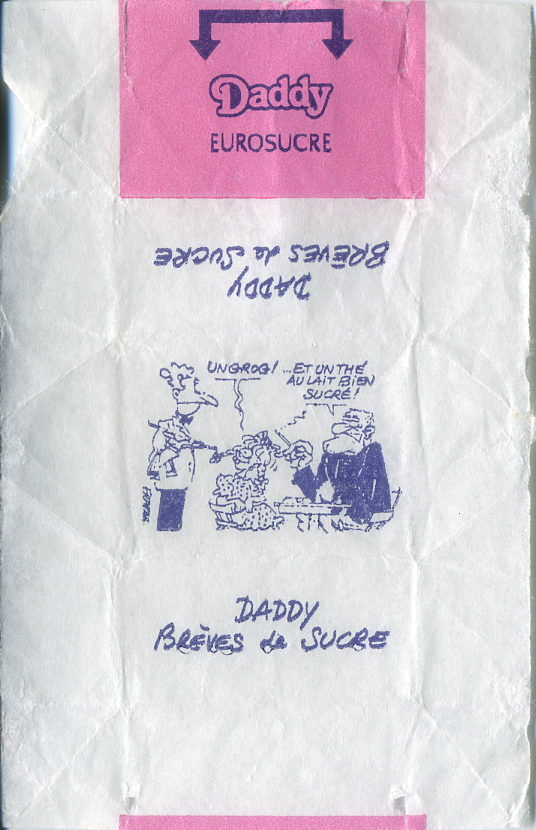 Daddy
EUROSUCRE
DADDY
BRÈVES de SUCRE
UN GROG!
...ET UN THÉ
AU LAIT BIEN
SUCRÉ!
DADDY
BRÈVES de SUCRE